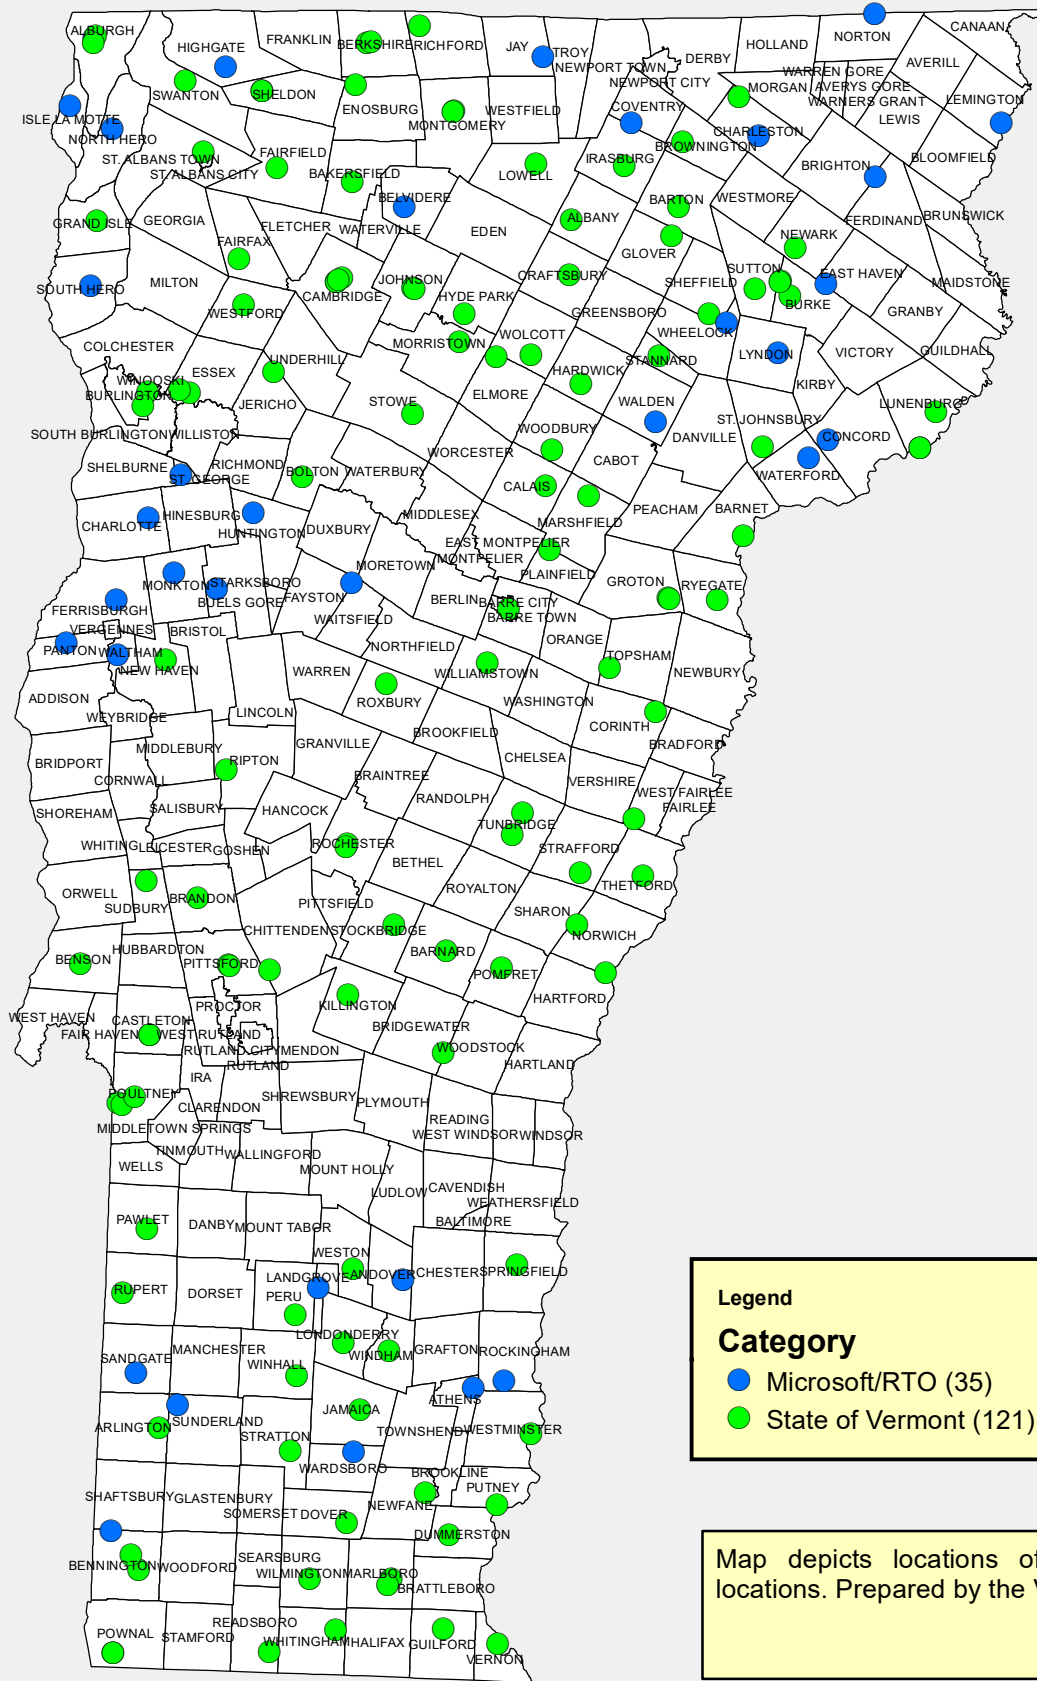 CANAAN
NORTON
ALBURGH
FRANKLIN
BERKSHIRE
RICHFORD
JAY
HIGHGATE
TROY
HOLLAND
DERBY
NEWPORT TOWN
AVERILL
WARREN GORE
NEWPORT CITY
AVERYS GORE
MORGAN
SHELDON
SWANTON
LEMINGTON
WARNERS GRANT
COVENTRY
ENOSBURG
WESTFIELD
LEWIS
ISLE LA MOTTE
MONTGOMERY
CHARLESTON
NORTH HERO
BROWNINGTON
FAIRFIELD
ST. ALBANS TOWN
IRASBURG
BLOOMFIELD
BRIGHTON
ST. ALBANS CITY
BAKERSFIELD
LOWELL
BELVIDERE
WESTMORE
BARTON
BRUNSWICK
ALBANY
FERDINAND
GEORGIA
GRAND ISLE
FLETCHER
WATERVILLE
EDEN
FAIRFAX
NEWARK
GLOVER
SUTTON
EAST HAVEN
CRAFTSBURY
JOHNSON
MILTON
SHEFFIELD
MAIDSTONE
SOUTH HERO
CAMBRIDGE
HYDE PARK
BURKE
GRANBY
WESTFORD
GREENSBORO
WHEELOCK
WOLCOTT
MORRISTOWN
COLCHESTER
GUILDHALL
VICTORY
LYNDON
UNDERHILL
STANNARD
HARDWICK
ESSEX
WINOOSKI
KIRBY
BURLINGTON
ELMORE
STOWE
JERICHO
WALDEN
LUNENBURG
ST. JOHNSBURY
WOODBURY
SOUTH BURLINGTON
WILLISTON
DANVILLE
CONCORD
WORCESTER
CABOT
RICHMOND
SHELBURNE
BOLTON
WATERBURY
WATERFORD
ST. GEORGE
CALAIS
PEACHAM
BARNET
MIDDLESEX
HINESBURG
MARSHFIELD
CHARLOTTE
DUXBURY
HUNTINGTON
EAST MONTPELIER
MONTPELIER
MORETOWN
PLAINFIELD
GROTON
RYEGATE
STARKSBORO
MONKTON
FAYSTON
BERLIN
BARRE CITY
BUELS GORE
FERRISBURGH
BARRE TOWN
WAITSFIELD
VERGENNES
BRISTOL
ORANGE
NORTHFIELD
PANTON
WALTHAM
TOPSHAM
NEW HAVEN
WARREN
WILLIAMSTOWN
NEWBURY
ADDISON
ROXBURY
WASHINGTON
LINCOLN
WEYBRIDGE
CORINTH
BROOKFIELD
GRANVILLE
BRADFORD
MIDDLEBURY
CHELSEA
RIPTON
BRIDPORT
BRAINTREE
CORNWALL
VERSHIRE
WEST FAIRLEE
RANDOLPH
SALISBURY
FAIRLEE
HANCOCK
SHOREHAM
TUNBRIDGE
ROCHESTER
WHITING
LEICESTER
GOSHEN
STRAFFORD
BETHEL
THETFORD
ORWELL
ROYALTON
BRANDON
PITTSFIELD
SUDBURY
SHARON
CHITTENDEN
STOCKBRIDGE
NORWICH
HUBBARDTON
BARNARD
BENSON
PITTSFORD
POMFRET
HARTFORD
PROCTOR
KILLINGTON
WEST HAVEN
CASTLETON
BRIDGEWATER
FAIR HAVEN
WEST RUTLAND
WOODSTOCK
RUTLAND CITY
MENDON
RUTLAND
HARTLAND
IRA
POULTNEY
SHREWSBURY
PLYMOUTH
CLARENDON
READING
MIDDLETOWN SPRINGS
WEST WINDSOR
WINDSOR
TINMOUTH
WALLINGFORD
WELLS
MOUNT HOLLY
CAVENDISH
LUDLOW
WEATHERSFIELD
PAWLET
BALTIMORE
DANBY
MOUNT TABOR
WESTON
SPRINGFIELD
CHESTER
ANDOVER
LANDGROVE
RUPERT
DORSET
PERU
LONDONDERRY
GRAFTON
ROCKINGHAM
MANCHESTER
WINDHAM
SANDGATE
WINHALL
ATHENS
JAMAICA
SUNDERLAND
ARLINGTON
TOWNSHEND
WESTMINSTER
STRATTON
WARDSBORO
BROOKLINE
PUTNEY
SHAFTSBURY
GLASTENBURY
NEWFANE
SOMERSET
DOVER
DUMMERSTON
SEARSBURG
BENNINGTON
WOODFORD
WILMINGTON
MARLBORO
BRATTLEBORO
READSBORO
POWNAL
STAMFORD
WHITINGHAM
HALIFAX
GUILFORD
VERNON
Legend
Category
Microsoft/RTO (35)
State of Vermont (121)
Map depicts locations of
locations. Prepared by the V